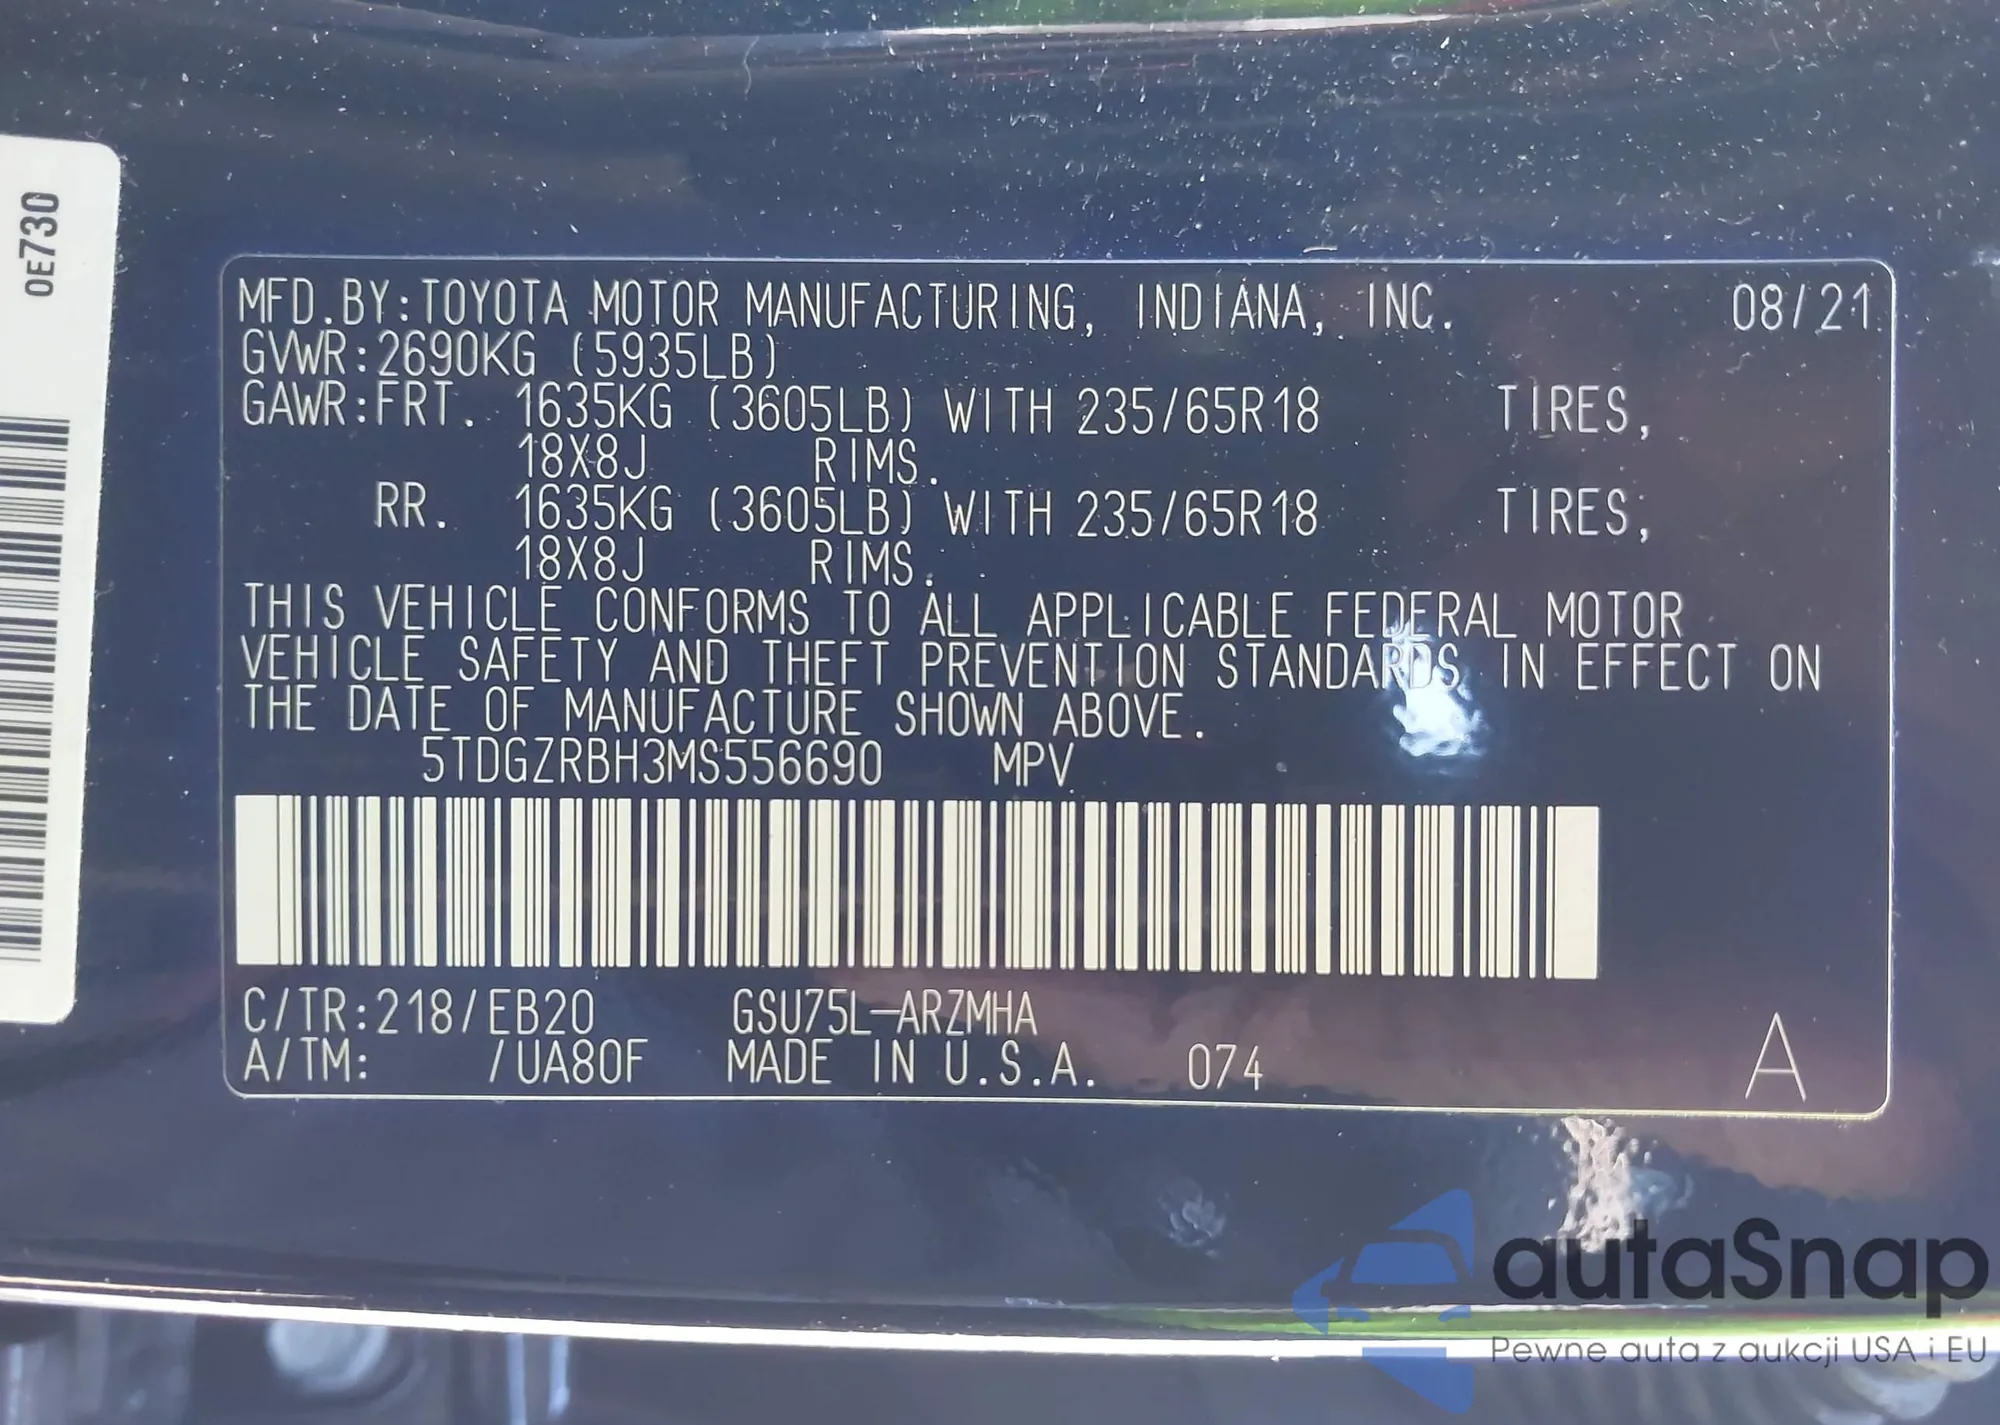 0E730
MFD.BY:TOYOTA MOTOR MANUFACTURING, INDIANA, INC. 08/21
GVWR:2690KG (5935LB)
GAWR:FRT. 1635KG (3605LB) WITH 235/65R18 TIRES,
18X8J RIMS.
RR. 1635KG (3605LB) WITH 235/65R18 TIRES,
18X8J RIMS.
THIS VEHICLE CONFORMS TO ALL APPLICABLE FEDERAL MOTOR
VEHICLE SAFETY AND THEFT PREVENTION STANDARDS IN EFFECT ON
THE DATE OF MANUFACTURE SHOWN ABOVE.
5TDGZRBH3MS556690 MPV
C/TR:218/EB20 GSU75L-ARZMHA
A/TM: /UA80F MADE IN U.S.A. 074 A
autaSnap
Pewne auta z aukcji USA i EU